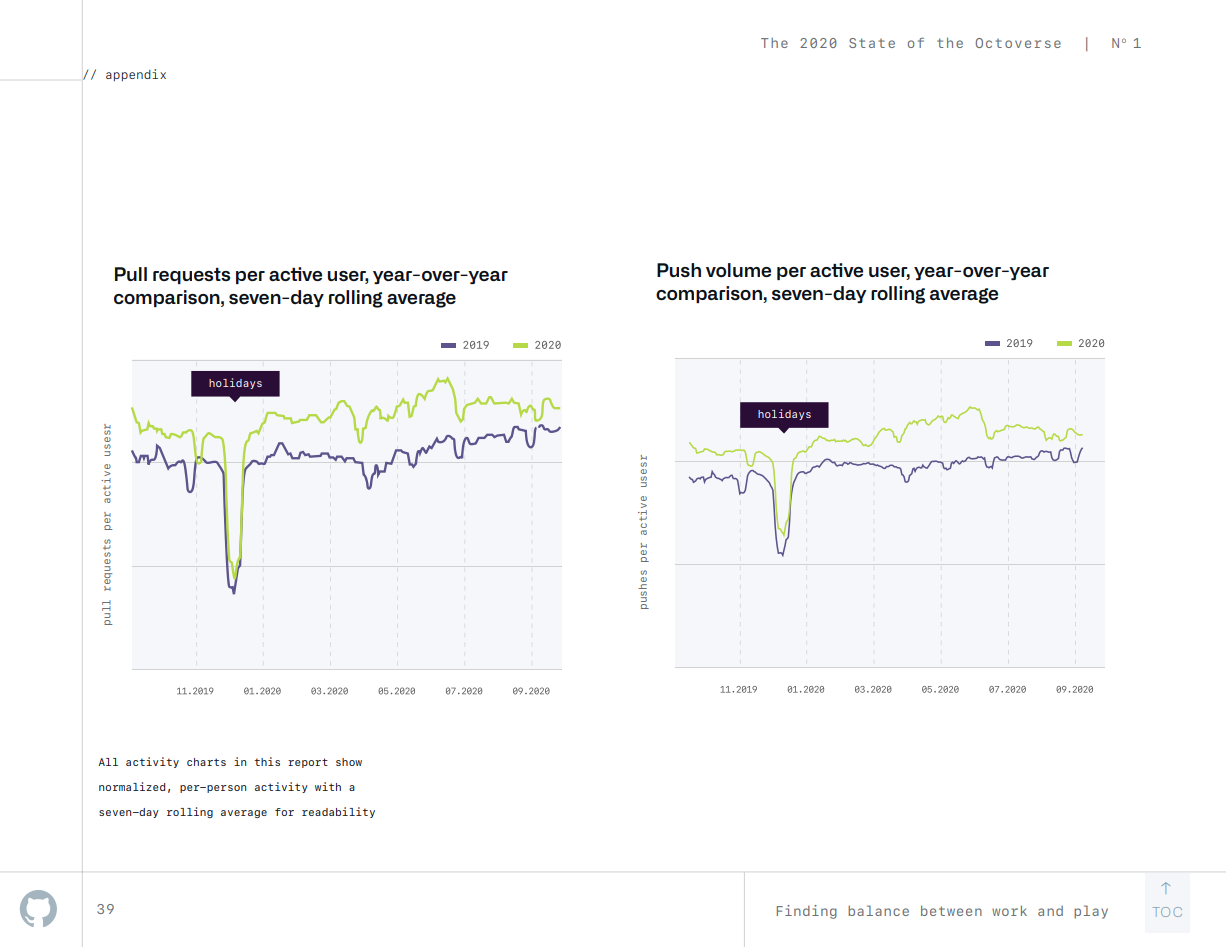 The 2020 State of the Octoverse | Nº 1
// appendix
Pull requests per active user, year-over-year
comparison, seven-day rolling average
2019 2020
holidays
pull requests per active usesr
11.2019 01.2020 03.2020 05.2020 07.2020 09.2020
Push volume per active user, year-over-year
comparison, seven-day rolling average
2019 2020
holidays
pushes per active usesr
11.2019 01.2020 03.2020 05.2020 07.2020 09.2020
All activity charts in this report show
normalized, per-person activity with a
seven-day rolling average for readability
39
Finding balance between work and play
↑
TOC